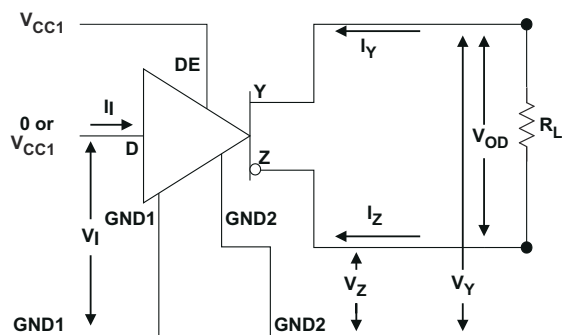 VCC1
DE
IY
II
Y
0 or
VCC1
D
VOD
RL
Z
GND1
GND2
IZ
VI
VZ
VY
GND1
GND2